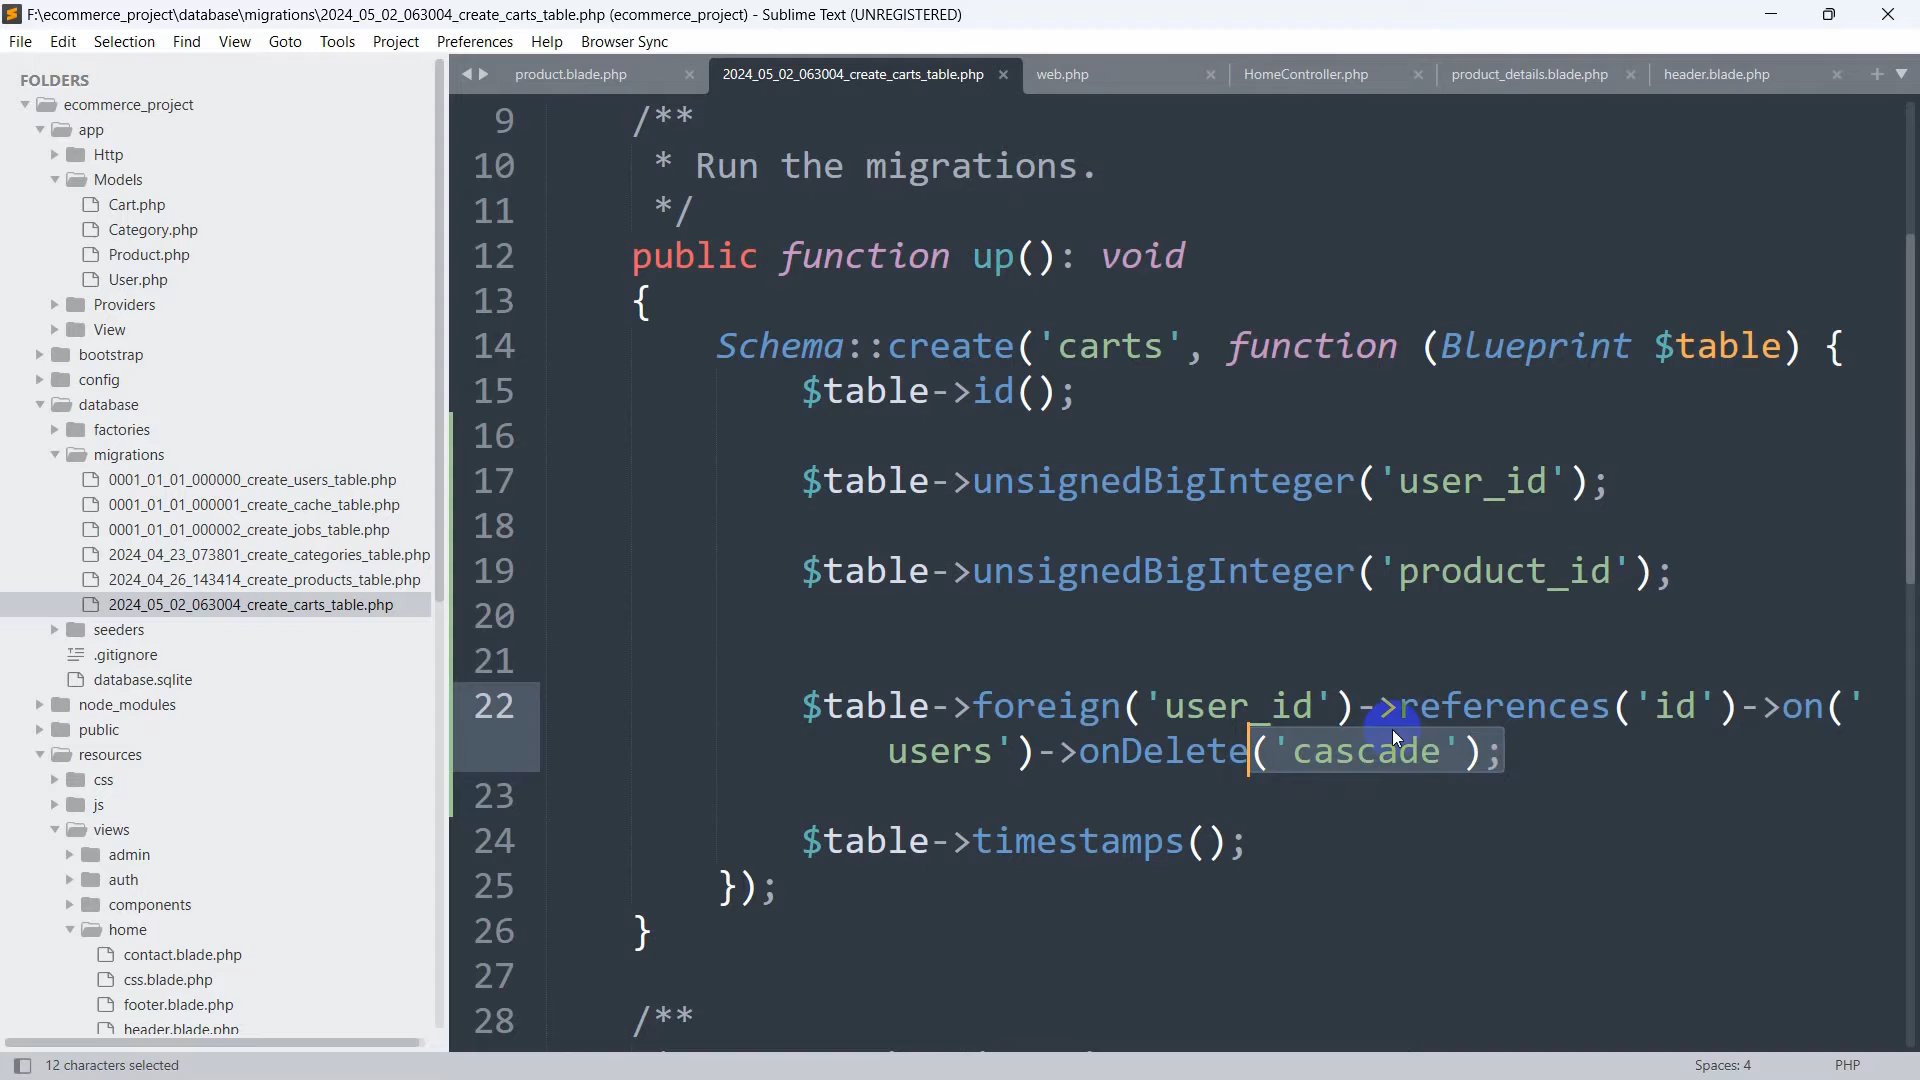 F:\ecommerce_project\database\migrations\2024_05_02_063004_create_carts_table.php (ecommerce_project) - Sublime Text (UNREGISTERED)
File Edit Selection Find View Goto Tools Project Preferences Help Browser Sync
FOLDERS
ecommerce_project
app
Http
Models
Cart.php
Category.php
Product.php
User.php
Providers
View
bootstrap
config
database
factories
migrations
0001_01_01_000000_create_users_table.php
0001_01_01_000001_create_cache_table.php
0001_01_01_000002_create_jobs_table.php
2024_04_23_073801_create_categories_table.php
2024_04_26_143414_create_products_table.php
2024_05_02_063004_create_carts_table.php
seeders
.gitignore
database.sqlite
node_modules
public
resources
css
js
views
admin
auth
components
home
contact.blade.php
css.blade.php
footer.blade.php
header.blade.php
product.blade.php 2024_05_02_063004_create_carts_table.php web.php HomeController.php product_details.blade.php header.blade.php
9 /**
10 * Run the migrations.
11 */
12 public function up(): void
13 {
14 Schema::create('carts', function (Blueprint $table) {
15 $table->id();
16
17 $table->unsignedBigInteger('user_id');
18
19 $table->unsignedBigInteger('product_id');
20
21
22 $table->foreign('user_id')->references('id')->on('
users')->onDelete('cascade');
23
24 $table->timestamps();
25 });
26 }
27
28 /**
12 characters selected Spaces: 4 PHP